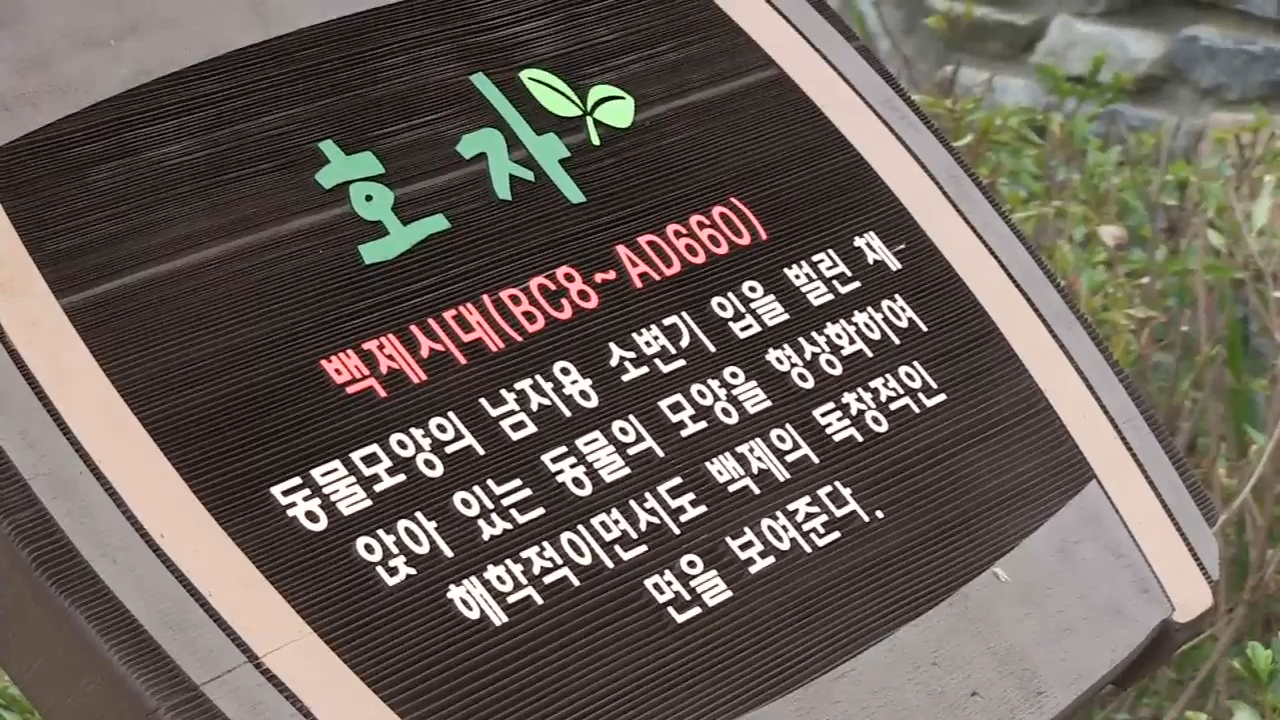 호자
백제시대(BC8~AD660)
동물모양의 남자용 소변기 입을 벌린 채
앉아 있는 동물의 모양을 형상화하여
해학적이면서도 백제의 독창적인
면을 보여준다.